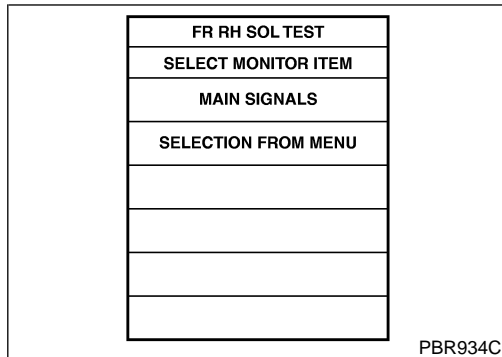 FR RH SOL TEST
SELECT MONITOR ITEM
MAIN SIGNALS
SELECTION FROM MENU
PBR934C